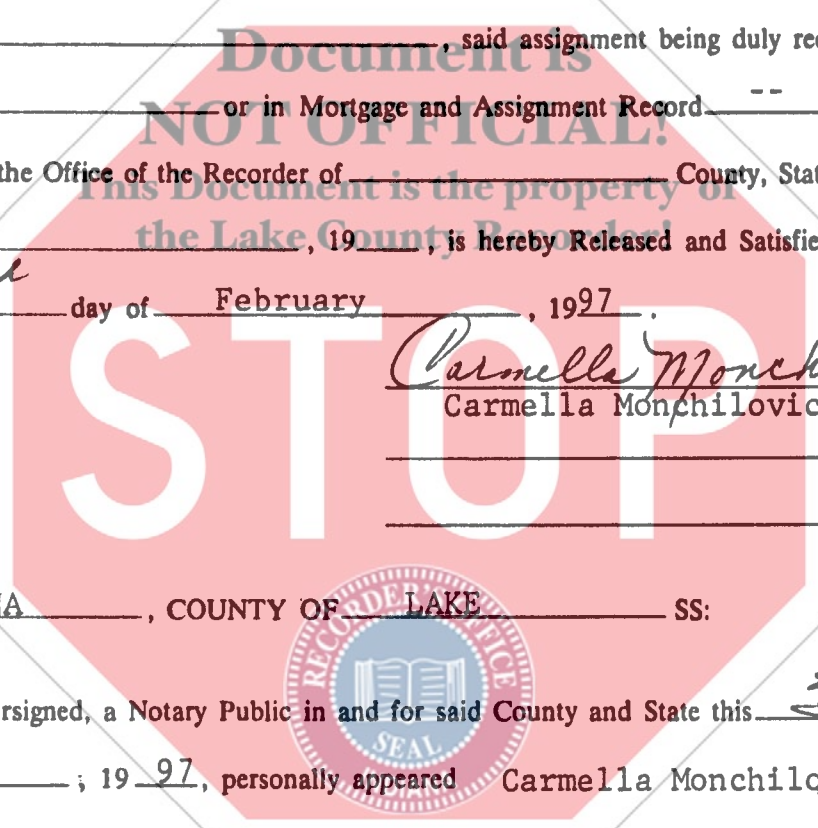 , said assignment being duly rec
Document is
or in Mortgage and Assignment Record --
NOT OFFICIAL!
the Office of the Recorder of County, Stat
This Document is the property of
the Lake County Recorder!
, 19 , is hereby Released and Satisfie
day of February , 1997 .
STOP
Carmella Monch
Carmella Monchilovic
IA , COUNTY OF LAKE SS:
RECORDER'S OFFICE
SEAL
INDIANA
rsigned, a Notary Public in and for said County and State this
, 19 97, personally appeared Carmella Monchilo